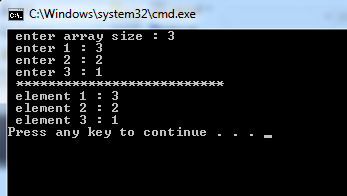 C:\Windows\system32\cmd.exe
enter array size : 3
enter 1 : 3
enter 2 : 2
enter 3 : 1
**************************
element 1 : 3
element 2 : 2
element 3 : 1
Press any key to continue . . . _